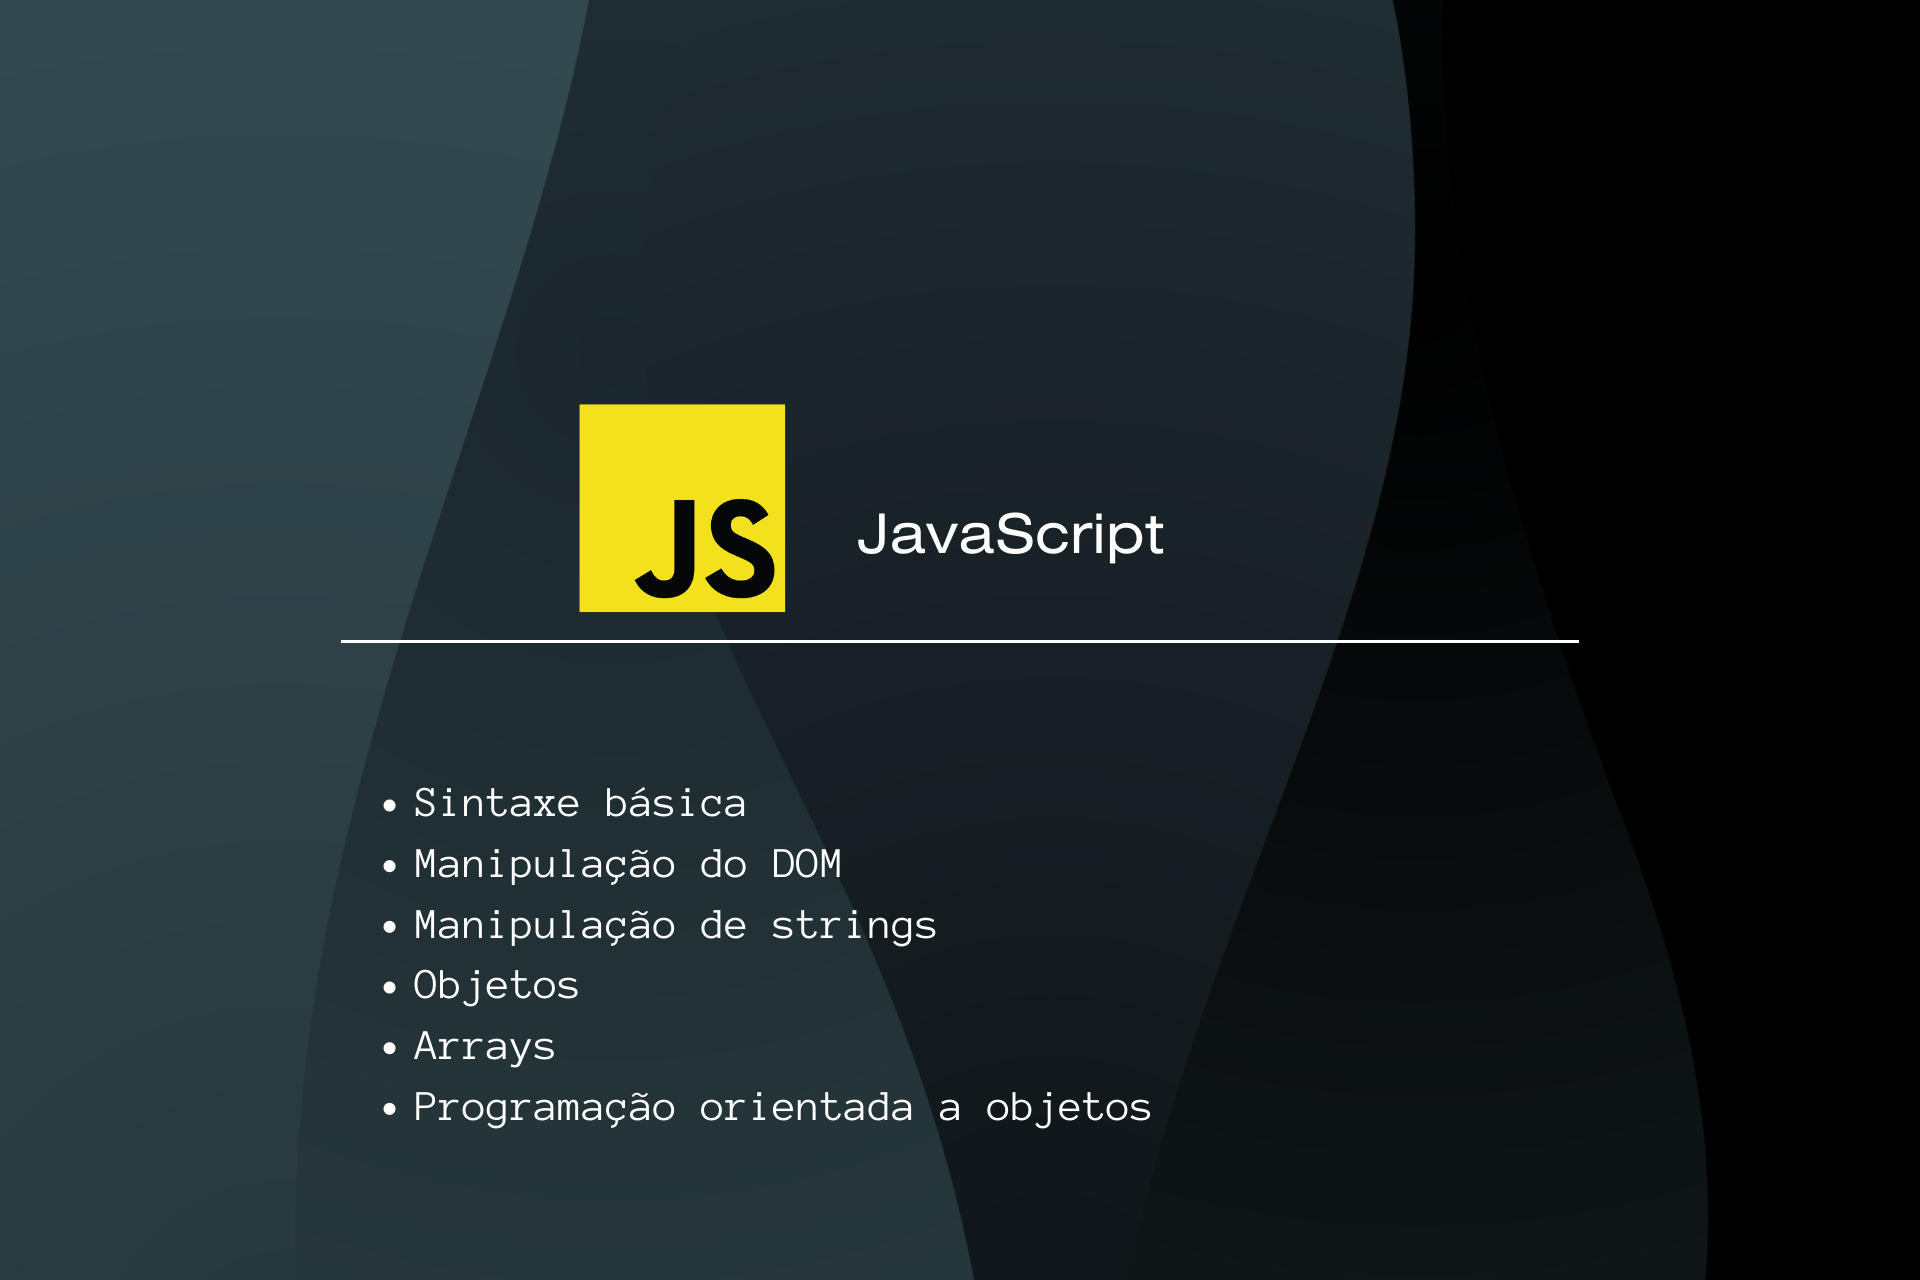 JS
JavaScript
• Sintaxe básica
• Manipulação do DOM
• Manipulação de strings
• Objetos
• Arrays
• Programação orientada a objetos